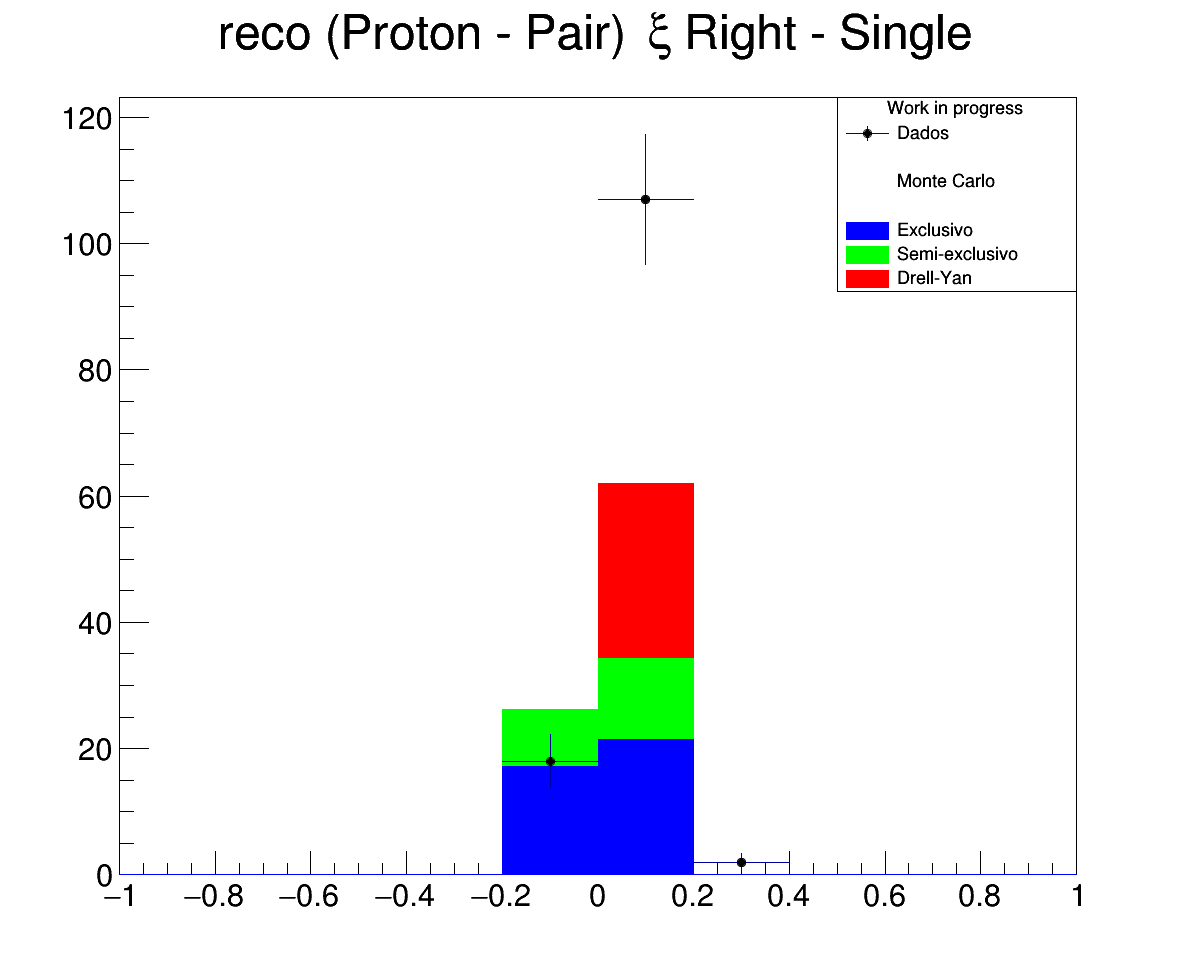 reco (Proton - Pair) ξ Right - Single
120
100
80
60
40
20
0
Work in progress
Dados
Monte Carlo
Exclusivo
Semi-exclusivo
Drell-Yan
−1 −0.8 −0.6 −0.4 −0.2 0 0.2 0.4 0.6 0.8 1